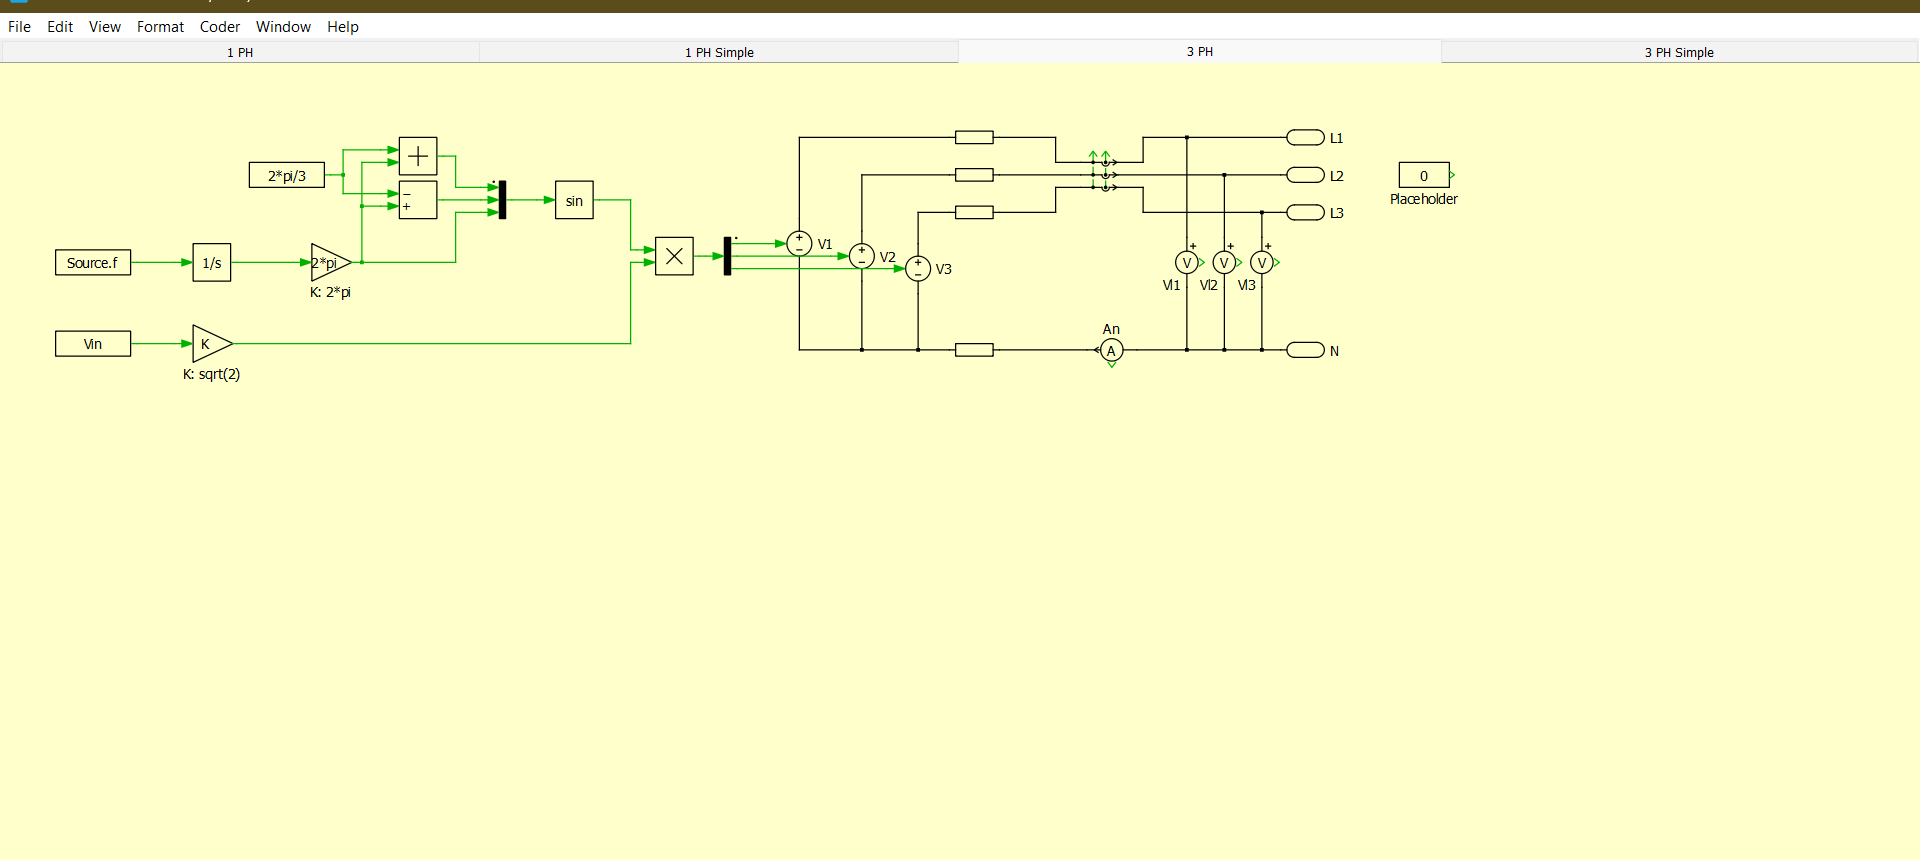 File Edit View Format Coder Window Help
1 PH 1 PH Simple 3 PH 3 PH Simple
2*pi/3
+
−
+
sin
Source.f
1/s
2*pi
K: 2*pi
Vin
K
K: sqrt(2)
V1
V2
V3
L1
L2
L3
0
Placeholder
V V V
Vl1 Vl2 Vl3
An
A
N